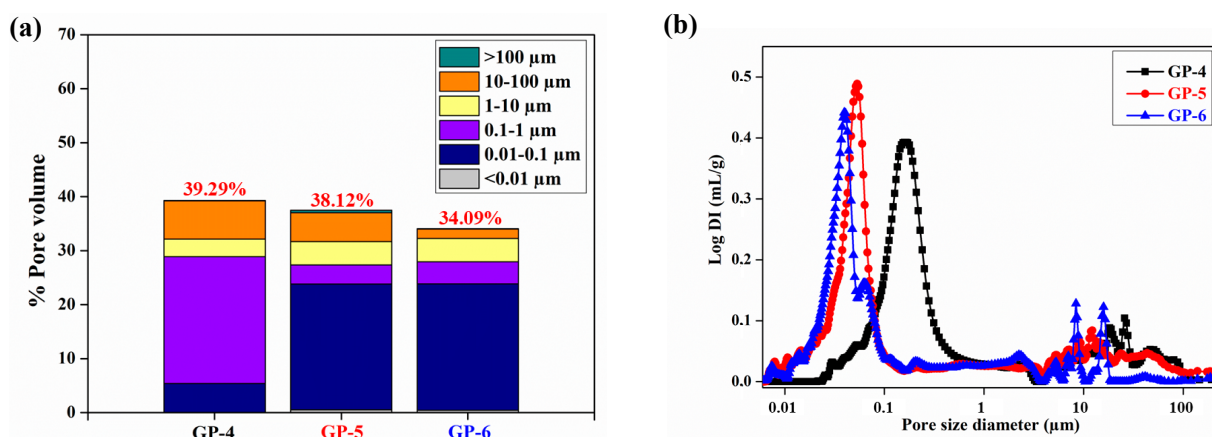 (a)
% Pore volume
70
60
50
40
30
20
10
0
>100 µm
10-100 µm
1-10 µm
0.1-1 µm
0.01-0.1 µm
<0.01 µm
39.29%
38.12%
34.09%
GP-4
GP-5
GP-6
(b)
Log DI (mL/g)
0.5
0.4
0.3
0.2
0.1
0.0
GP-4
GP-5
GP-6
0.01
0.1
1
10
100
Pore size diameter (µm)